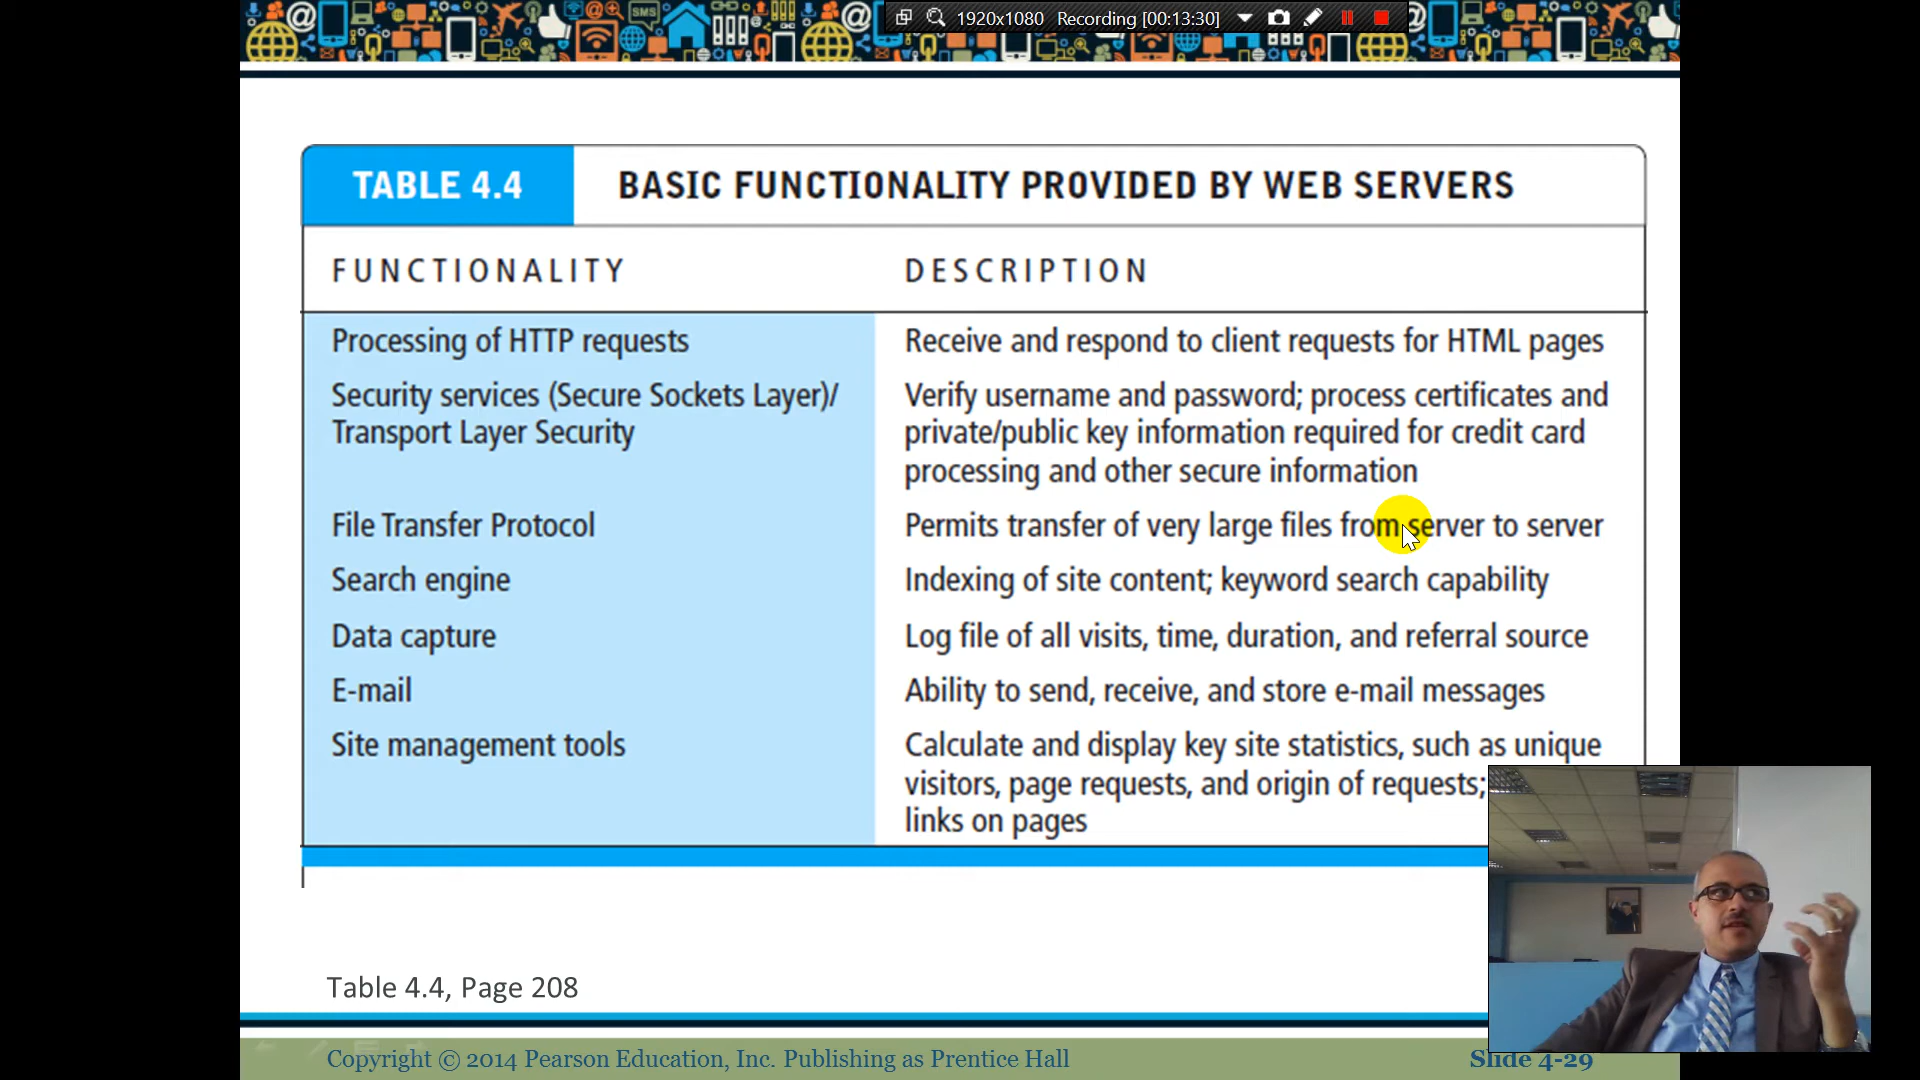 1920x1080 Recording [00:13:30]
SMS
TABLE 4.4 BASIC FUNCTIONALITY PROVIDED BY WEB SERVERS
FUNCTIONALITY DESCRIPTION
Processing of HTTP requests Receive and respond to client requests for HTML pages
Security services (Secure Sockets Layer)/ Verify username and password; process certificates and
Transport Layer Security private/public key information required for credit card
processing and other secure information
File Transfer Protocol Permits transfer of very large files from server to server
Search engine Indexing of site content; keyword search capability
Data capture Log file of all visits, time, duration, and referral source
E-mail Ability to send, receive, and store e-mail messages
Site management tools Calculate and display key site statistics, such as unique
visitors, page requests, and origin of requests;
links on pages
Table 4.4, Page 208
Copyright © 2014 Pearson Education, Inc. Publishing as Prentice Hall Slide 4-29